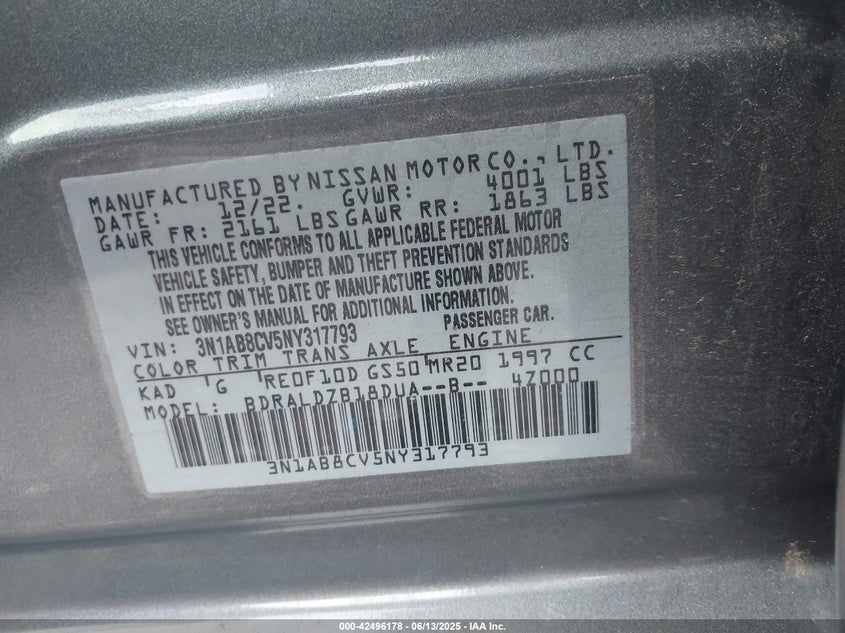 MANUFACTURED BY NISSAN MOTOR CO., LTD.
DATE: 12/22. GVWR: 4001 LBS
GAWR FR: 2161 LBS GAWR RR: 1863 LBS
THIS VEHICLE CONFORMS TO ALL APPLICABLE FEDERAL MOTOR
VEHICLE SAFETY, BUMPER AND THEFT PREVENTION STANDARDS
IN EFFECT ON THE DATE OF MANUFACTURE SHOWN ABOVE.
SEE OWNER'S MANUAL FOR ADDITIONAL INFORMATION.
VIN: 3N1AB8CV5NY317793 PASSENGER CAR.
COLOR TRIM TRANS AXLE ENGINE
KAD G RE0F10D GS50 MR20 1997 CC
MODEL: BDRALDZB18DUA--B-- 4Z000
3N1AB8CV5NY317793
000-42496178 - 06/13/2025 - IAA Inc.